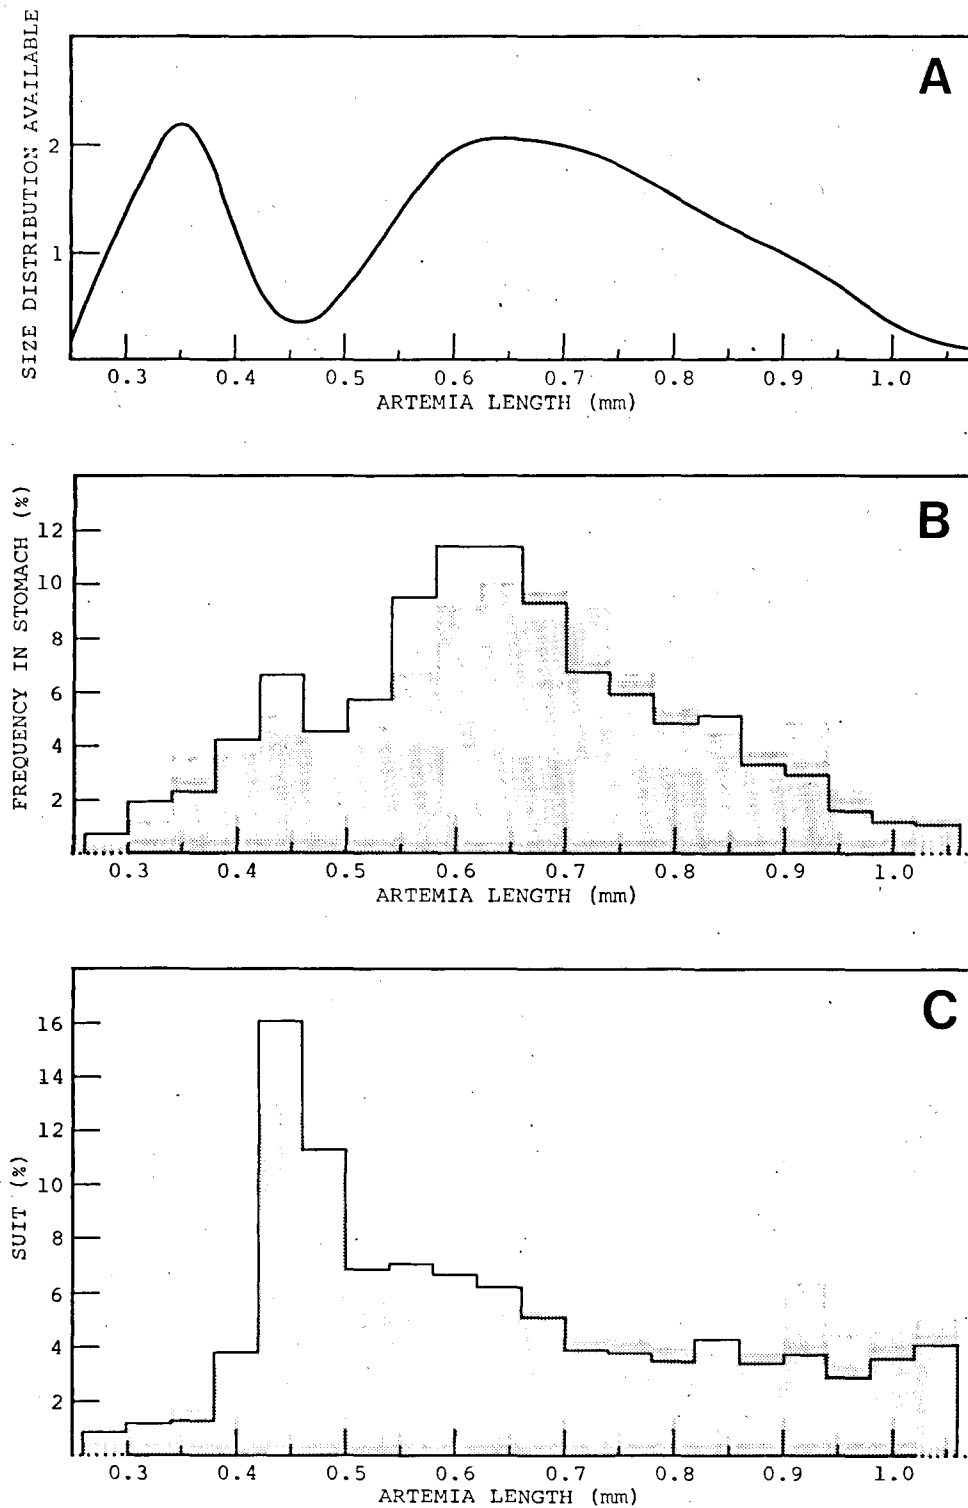 A
SIZE DISTRIBUTION AVAILABLE
2
1
0.3 0.4 0.5 0.6 0.7 0.8 0.9 1.0
ARTEMIA LENGTH (mm)
B
FREQUENCY IN STOMACH (%)
12
10
8
6
4
2
0.3 0.4 0.5 0.6 0.7 0.8 0.9 1.0
ARTEMIA LENGTH (mm)
C
SUIT (%)
16
14
12
10
8
6
4
2
0.3 0.4 0.5 0.6 0.7 0.8 0.9 1.0
ARTEMIA LENGTH (mm)